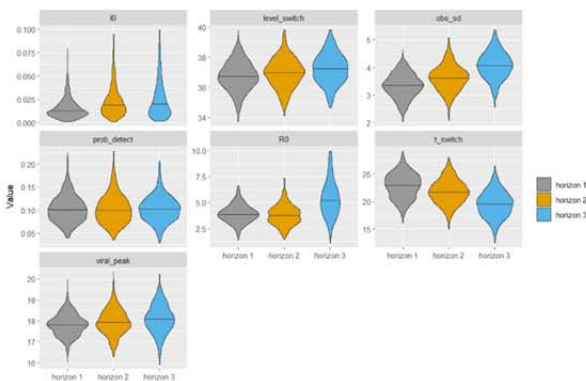 I0
level_switch
obs_sd
0.100
0.075
0.050
0.025
0.000
40
38
36
34
5
4
3
2
prob_detect
R0
t_switch
0.20
0.15
0.10
0.05
10.0
7.5
5.0
2.5
25
20
15
viral_peak
20
19
18
17
16
Value
horizon 1
horizon 2
horizon 3
horizon 1
horizon 2
horizon 3
horizon 1
horizon 2
horizon 3
horizon 1
horizon 2
horizon 3